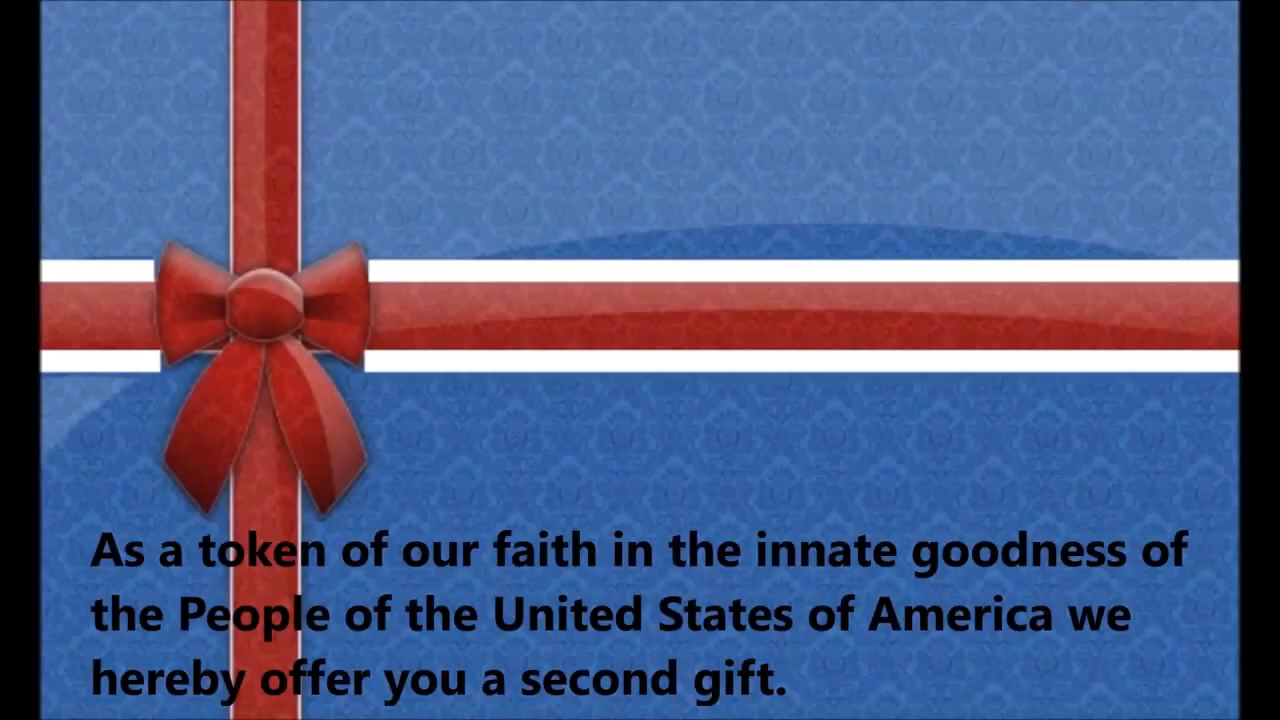 As a token of our faith in the innate goodness of
the People of the United States of America we
hereby offer you a second gift.